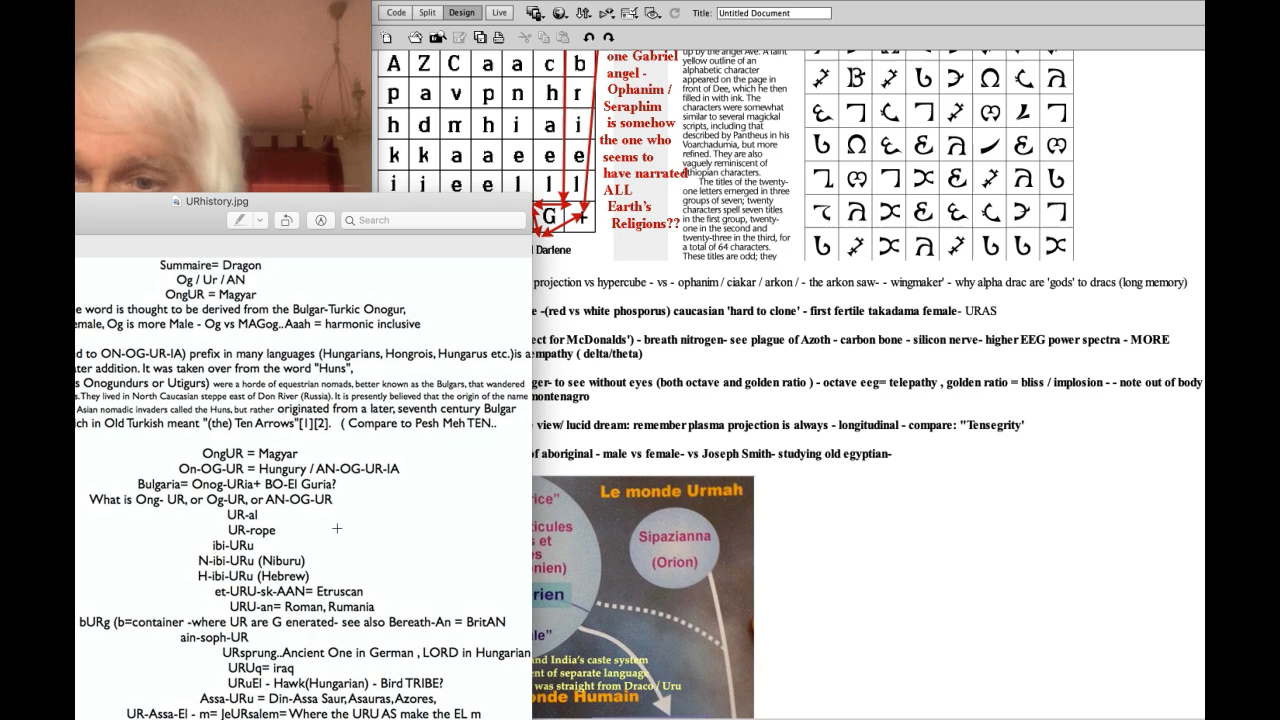 Code Split Design Live Title: Untitled Document
A Z C a a c b
p a v p n h r
h d m h i a i
k k a a e e e
i i e e l l l
G +
Darlene
one Gabriel
angel -
Ophanim /
Seraphim
is somehow
the one who
seems to
have narrated
ALL
Earth's
Religions??
up by the angel Ave. A faint
yellow outline of an
alphabetic character
appeared on the page in
front of Dee, which he then
filled in with ink. The
characters were somewhat
similar to several magickal
scripts, including that
described by Pantheus in his
Voarchadumia, but more
refined. They are also
vaguely reminiscent of
Ethiopian characters.
The titles of the twenty-
one letters emerged in three
groups of seven; twenty
characters spell seven titles
in the first group, twenty-
one in the second and
twenty-three in the third, for
a total of 64 characters.
These titles are odd; they
URhistory.jpg
Search
Summaire= Dragon
Og / Ur / AN
OngUR = Magyar
e word is thought to be derived from the Bulgar-Turkic Onogur,
emale, Og is more Male - Og vs MAGog..Aaah = harmonic inclusive
d to ON-OG-UR-IA) prefix in many languages (Hungarians, Hongrois, Hungarus etc.)is a
ter addition. It was taken over from the word "Huns",
s Onogundurs or Utigurs) were a horde of equestrian nomads, better known as the Bulgars, that wandered
s.They lived in North Caucasian steppe east of Don River (Russia). It is presently believed that the origin of the name
Asian nomadic invaders called the Huns, but rather originated from a later, seventh century Bulgar
ich in Old Turkish meant "(the) Ten Arrows"[1][2]. ( Compare to Pesh Meh TEN..
OngUR = Magyar
On-OG-UR = Hungury / AN-OG-UR-IA
Bulgaria= Onog-URia+ BO-El Guria?
What is Ong- UR, or Og-UR, or AN-OG-UR
UR-al
UR-rope
ibi-URu
N-ibi-URu (Niburu)
H-ibi-URu (Hebrew)
et-URU-sk-AAN= Etruscan
URU-an= Roman, Rumania
bURg (b=container -where UR are G enerated- see also Bereath-An = BritAN
ain-soph-UR
URsprung..Ancient One in German , LORD in Hungarian
URUq= iraq
URuEl - Hawk(Hungarian) - Bird TRIBE?
Assa-URu = Din-Assa Saur, Asauras, Azores,
UR-Assa-El - m= JeURsalem= Where the URU AS make the EL m
projection vs hypercube - vs - ophanim / ciakar / arkon / - the arkon saw- - wingmaker' - why alpha drac are 'gods' to dracs (long memory)
e -(red vs white phosporus) caucasian 'hard to clone' - first fertile takadama female- URAS
ect for McDonalds') - breath nitrogen- see plague of Azoth - carbon bone - silicon nerve- higher EEG power spectra - MORE
empathy ( delta/theta)
ger- to see without eyes (both octave and golden ratio ) - octave eeg= telepathy , golden ratio = bliss / implosion - - note out of body
montenagro
e view/ lucid dream: remember plasma projection is always - longitudinal - compare: "Tensegrity'
of aboriginal - male vs female- vs Joseph Smith- studying old egyptian-
Le monde Urmah
rice"
ticules
s et
es
nien)
rien
le"
Sipazianna
(Orion)
and India's caste system
ent of separate language
was straight from Draco / Uru
onde Humain